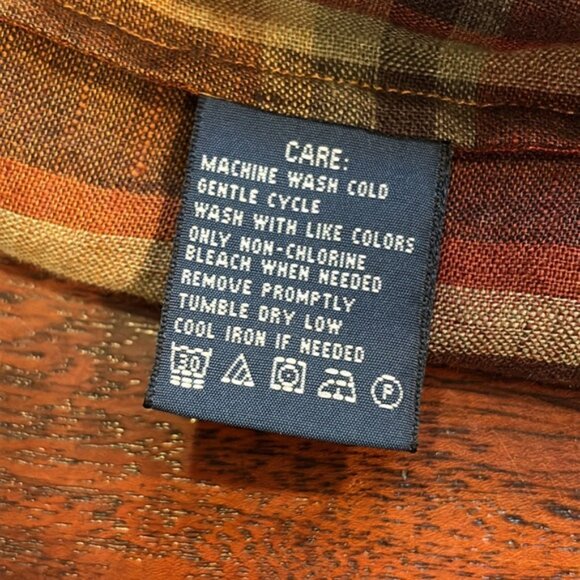 CARE:
MACHINE WASH COLD
GENTLE CYCLE
WASH WITH LIKE COLORS
ONLY NON-CHLORINE
BLEACH WHEN NEEDED
REMOVE PROMPTLY
TUMBLE DRY LOW
COOL IRON IF NEEDED
30 P